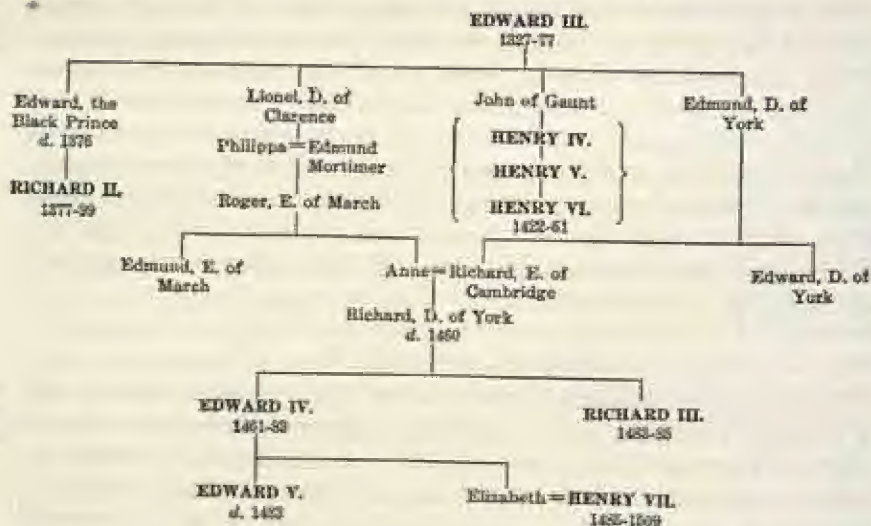 EDWARD III.
1327-77
Edward, the
Black Prince
d. 1376
RICHARD II.
1377-99
Lionel, D. of
Clarence
Philippa=Edmund
Mortimer
Roger, E. of March
John of Gaunt
HENRY IV.
HENRY V.
HENRY VI.
1422-61
Edmund, D. of
York
Edmund, E. of
March
Anne=Richard, E. of
Cambridge
Edward, D. of
York
Richard, D. of York
d. 1460
EDWARD IV.
1461-83
RICHARD III.
1483-85
EDWARD V.
d. 1483
Elizabeth=HENRY VII.
1485-1509